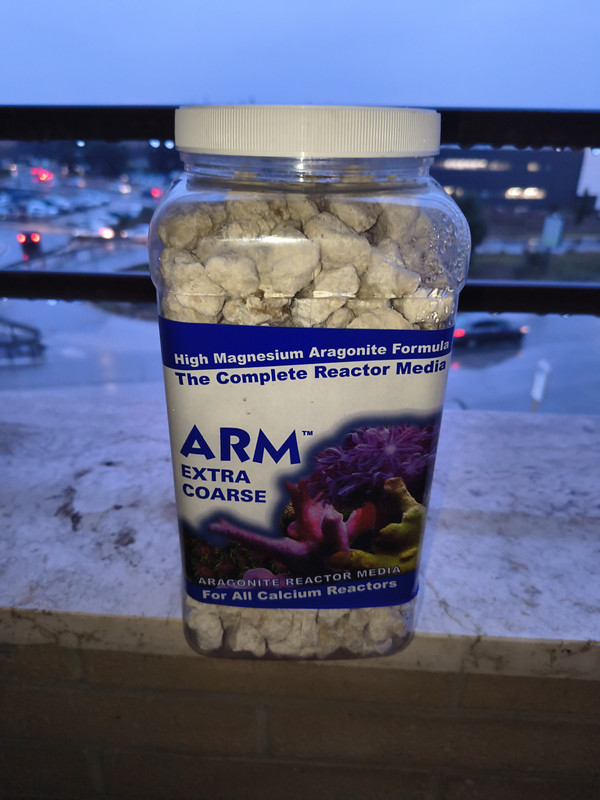 High Magnesium Aragonite Formula
The Complete Reactor Media
ARM™
EXTRA
COARSE
ARAGONITE REACTOR MEDIA
For All Calcium Reactors